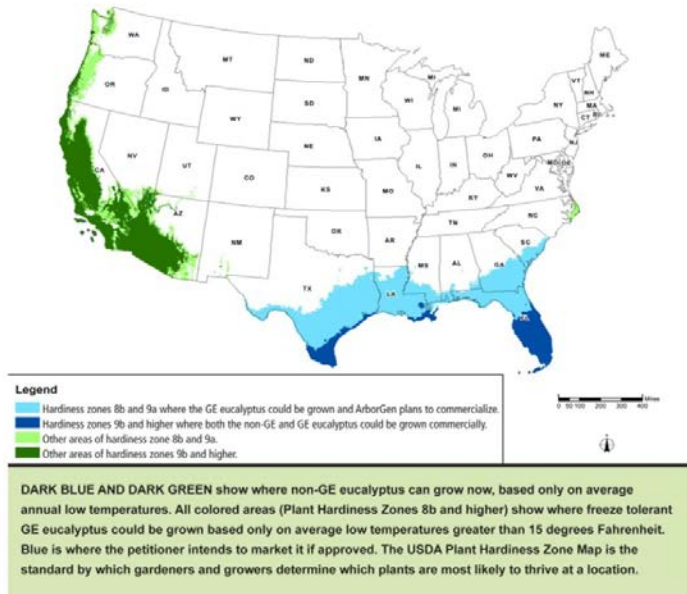 WA
MT
ND
MN
ME
OR
ID
SD
WI
MI
MI
VT
NH
NY
MA
CT
WY
IA
PA
NJ
NE
NV
UT
CO
IL
IN
OH
MD
DE
WV
VA
CA
KS
MO
KY
NC
TN
AZ
NM
OK
AR
SC
MS
AL
GA
TX
LA
FL
Legend
Hardiness zones 8b and 9a where the GE eucalyptus could be grown and ArborGen plans to commercialize.
Hardiness zones 9b and higher where both the non-GE and GE eucalyptus could be grown commercially.
Other areas of hardiness zone 8b and 9a.
Other areas of hardiness zones 9b and higher.
Miles
0 50 100 200 300 400
DARK BLUE AND DARK GREEN show where non-GE eucalyptus can grow now, based only on average
annual low temperatures. All colored areas (Plant Hardiness Zones 8b and higher) show where freeze tolerant
GE eucalyptus could be grown based only on average low temperatures greater than 15 degrees Fahrenheit.
Blue is where the petitioner intends to market it if approved. The USDA Plant Hardiness Zone Map is the
standard by which gardeners and growers determine which plants are most likely to thrive at a location.